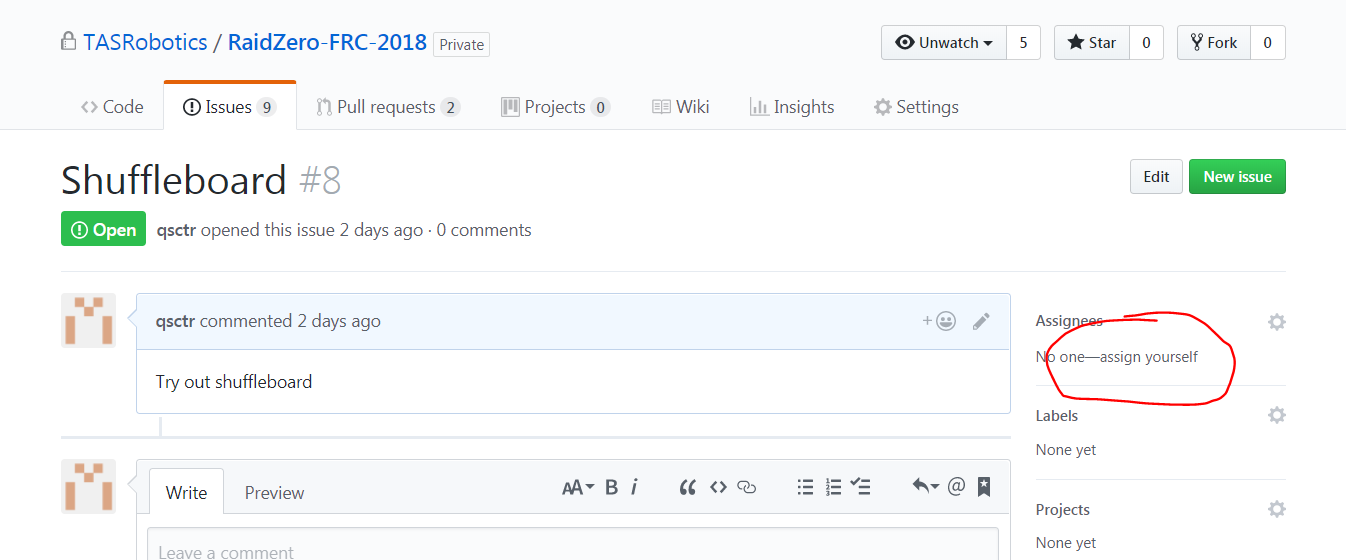 TASRobotics / RaidZero-FRC-2018 Private
Unwatch 5 Star 0 Fork 0
Code Issues 9 Pull requests 2 Projects 0 Wiki Insights Settings
Shuffleboard #8
Edit New issue
Open qsctr opened this issue 2 days ago · 0 comments
qsctr commented 2 days ago
Try out shuffleboard
Assignees
No one—assign yourself
Labels
None yet
Projects
None yet
Write Preview
AA B i “ <> @
Leave a comment